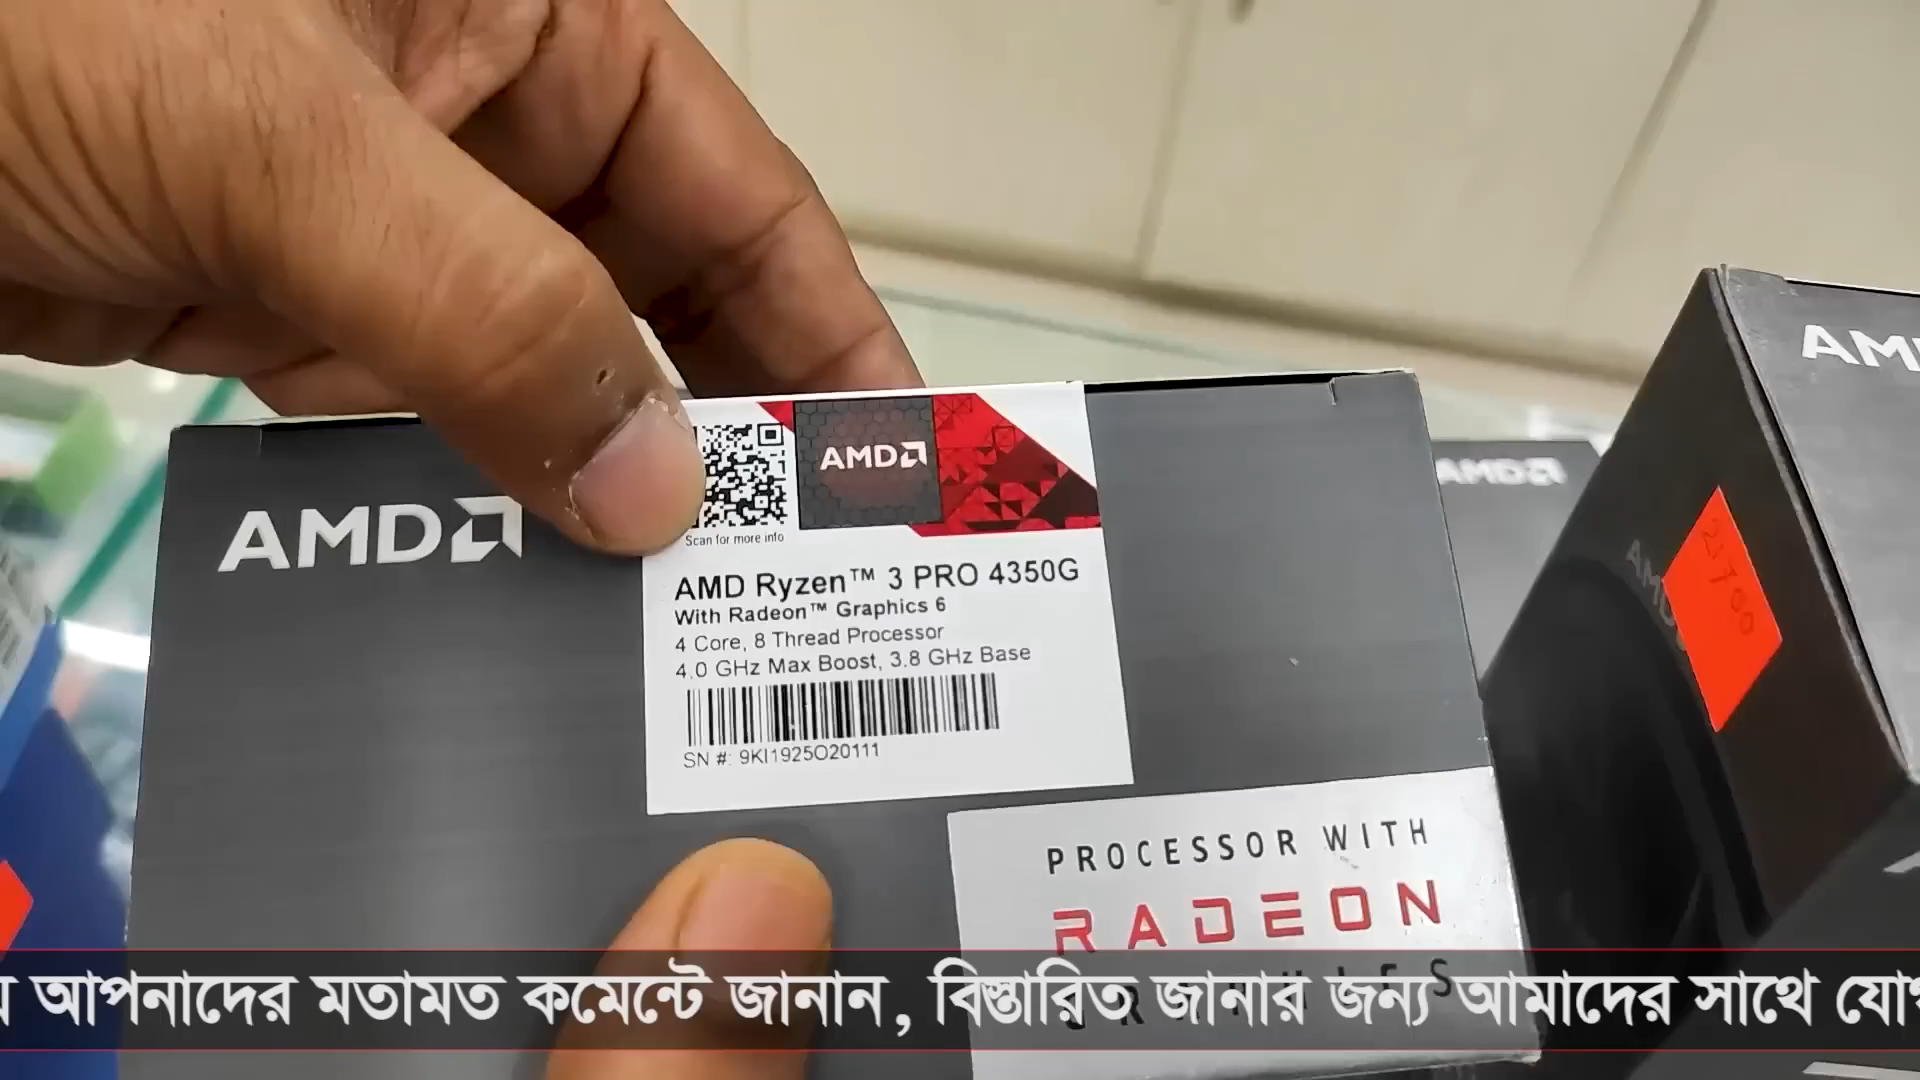 AMD
AMD
Scan for more info
AMD Ryzen™ 3 PRO 4350G
With Radeon™ Graphics 6
4 Core, 8 Thread Processor
4.0 GHz Max Boost, 3.8 GHz Base
SN #: 9KI1925O20111
PROCESSOR WITH
RADEON
AMD
AMD
আপনাদের মতামত কমেন্টে জানান, বিস্তারিত জানার জন্য আমাদের সাথে